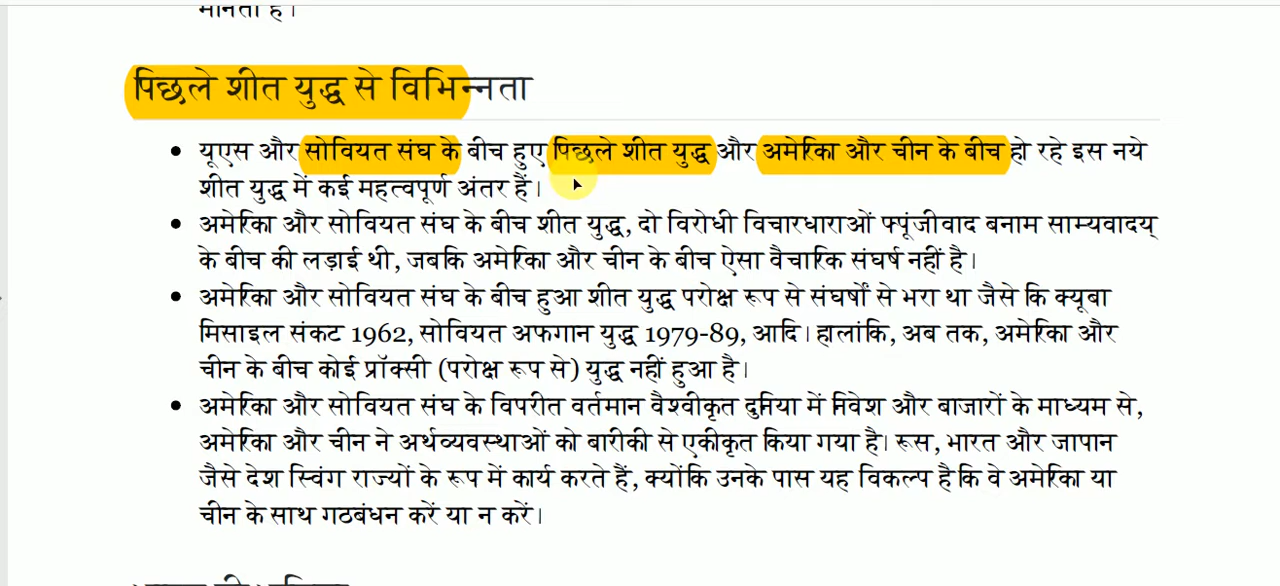 मानता है।
पिछले शीत युद्ध से विभिन्नता
यूएस और सोवियत संघ के बीच हुए पिछले शीत युद्ध और अमेरिका और चीन के बीच हो रहे इस नये
शीत युद्ध में कई महत्वपूर्ण अंतर हैं।
अमेरिका और सोवियत संघ के बीच शीत युद्ध, दो विरोधी विचारधाराओं फ्पूंजीवाद बनाम साम्यवादय्
के बीच की लड़ाई थी, जबकि अमेरिका और चीन के बीच ऐसा वैचारिक संघर्ष नहीं है।
अमेरिका और सोवियत संघ के बीच हुआ शीत युद्ध परोक्ष रूप से संघर्षों से भरा था जैसे कि क्यूबा
मिसाइल संकट 1962, सोवियत अफगान युद्ध 1979-89, आदि। हालांकि, अब तक, अमेरिका और
चीन के बीच कोई प्रॉक्सी (परोक्ष रूप से) युद्ध नहीं हुआ है।
अमेरिका और सोवियत संघ के विपरीत वर्तमान वैश्वीकृत दुनिया में निवेश और बाजारों के माध्यम से,
अमेरिका और चीन ने अर्थव्यवस्थाओं को बारीकी से एकीकृत किया गया है। रूस, भारत और जापान
जैसे देश स्विंग राज्यों के रूप में कार्य करते हैं, क्योंकि उनके पास यह विकल्प है कि वे अमेरिका या
चीन के साथ गठबंधन करें या न करें।